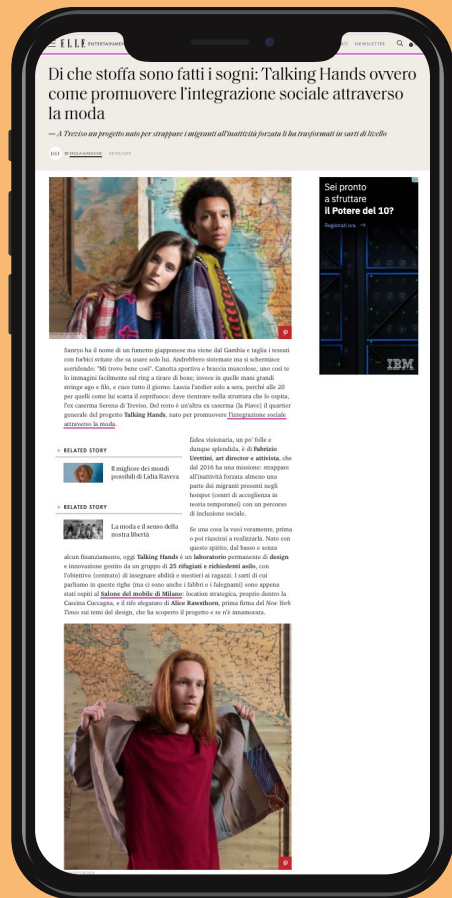 ELLE ENTERTAINMEN
NEWSLETTER
Di che stoffa sono fatti i sogni: Talking Hands ovvero
come promuovere l'integrazione sociale attraverso
la moda
— A Treviso un progetto nato per strappare i migranti all'inattività forzata li ha trasformati in sarti di livello
ELLE DI PAOLA MARAONE
Sei pronto
a sfruttare
il Potere del 10?
Registrati ora →
IBM
Sanryo ha il nome di un fumetto giapponese ma viene dal Gambia e taglia i tessuti
con forbici svitate che sa usare solo lui. Andrebbero sistemate ma si schermisce
sorridendo: "Mi trovo bene così". Canotta sportiva e braccia muscolose, uno così te
lo immagini facilmente sul ring a tirare di boxe; invece in quelle mani grandi
stringe ago e filo, e cuce tutto il giorno. Lascia l'atelier solo a sera, perché alle 20
per quelli come lui scatta il coprifuoco: deve rientrare nella struttura che lo ospita,
l'ex caserma Serena di Treviso. Del resto è un'altra ex caserma (la Piave) il quartier
generale del progetto Talking Hands, nato per promuovere l'integrazione sociale
attraverso la moda.
+ RELATED STORY
Il migliore dei mondi
possibili di Lidia Ravera
+ RELATED STORY
La moda e il senso della
nostra libertà
L'idea visionaria, un po' folle e
dunque splendida, è di Fabrizio
Urettini, art director e attivista, che
dal 2016 ha una missione: strappare
all'inattività forzata almeno una
parte dei migranti presenti negli
hotspot (centri di accoglienza in
teoria temporanei) con un percorso
di inclusione sociale.
Se una cosa la vuoi veramente, prima
o poi riuscirai a realizzarla. Nato con
questo spirito, dal basso e senza
alcun finanziamento, oggi Talking Hands è un laboratorio permanente di design
e innovazione gestito da un gruppo di 25 rifugiati e richiedenti asilo, con
l'obiettivo (centrato) di insegnare abilità e mestieri ai ragazzi. I sarti di cui
parliamo in queste righe (ma ci sono anche i fabbri e i falegnami) sono appena
stati ospiti al Salone del mobile di Milano: location strategica, proprio dentro la
Cascina Cuccagna, e il tifo sfegatato di Alice Rawsthorn, prima firma del New York
Times sui temi del design, che ha scoperto il progetto e se n'è innamorata.